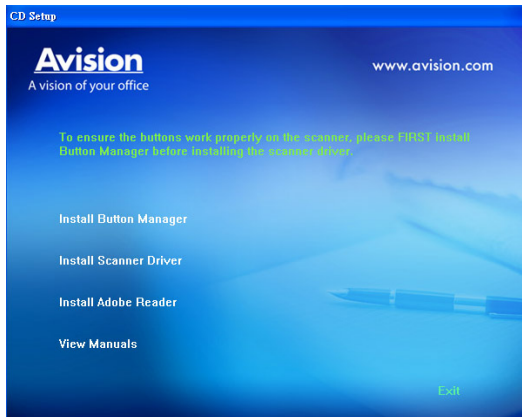 CD Setup
Avision
www.avision.com
A vision of your office
To ensure the buttons work properly on the scanner, please FIRST install
Button Manager before installing the scanner driver.
Install Button Manager
Install Scanner Driver
Install Adobe Reader
View Manuals
Exit